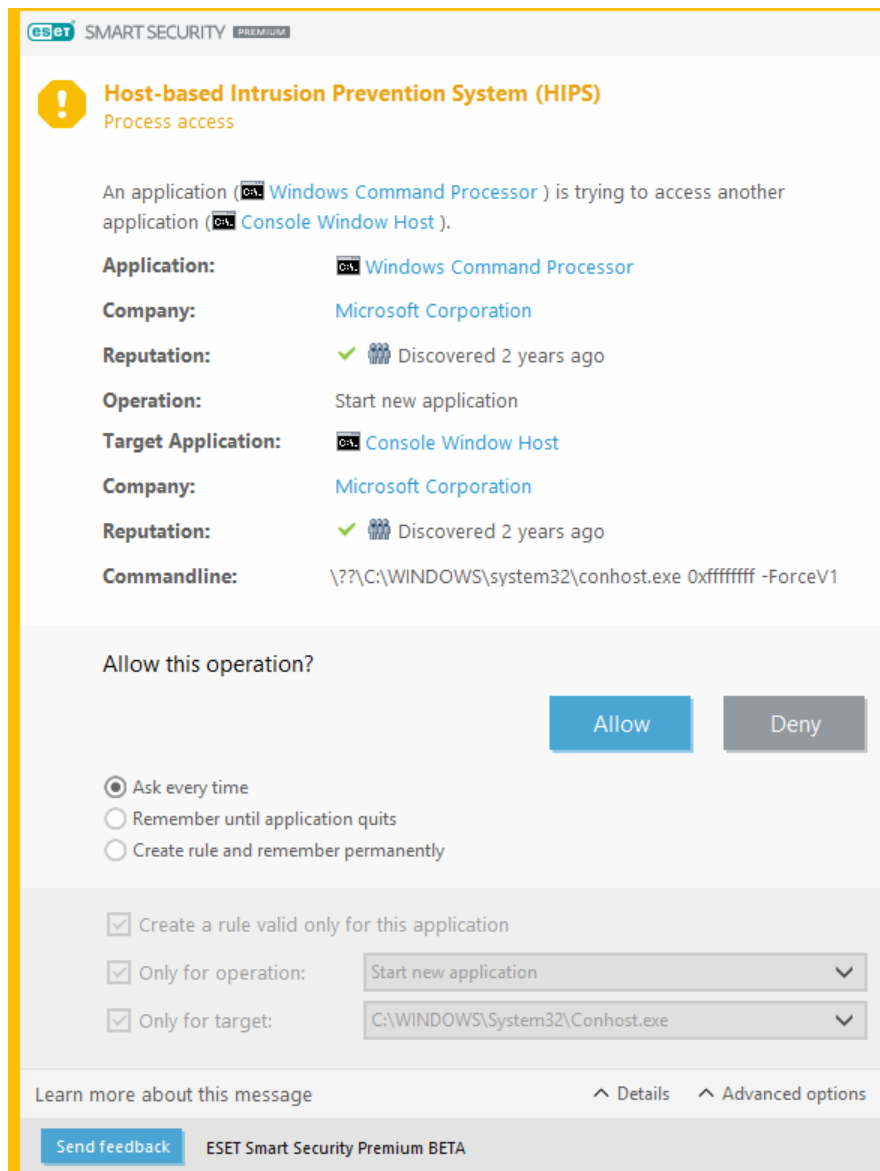 eset SMART SECURITY PREMIUM
Host-based Intrusion Prevention System (HIPS)
Process access
An application ( Windows Command Processor ) is trying to access another
application ( Console Window Host ).
Application: Windows Command Processor
Company: Microsoft Corporation
Reputation: Discovered 2 years ago
Operation: Start new application
Target Application: Console Window Host
Company: Microsoft Corporation
Reputation: Discovered 2 years ago
Commandline: \??\C:\WINDOWS\system32\conhost.exe 0xffffffff -ForceV1
Allow this operation?
Allow Deny
Ask every time
Remember until application quits
Create rule and remember permanently
Create a rule valid only for this application
Only for operation: Start new application
Only for target: C:\WINDOWS\System32\Conhost.exe
Learn more about this message Details Advanced options
Send feedback ESET Smart Security Premium BETA